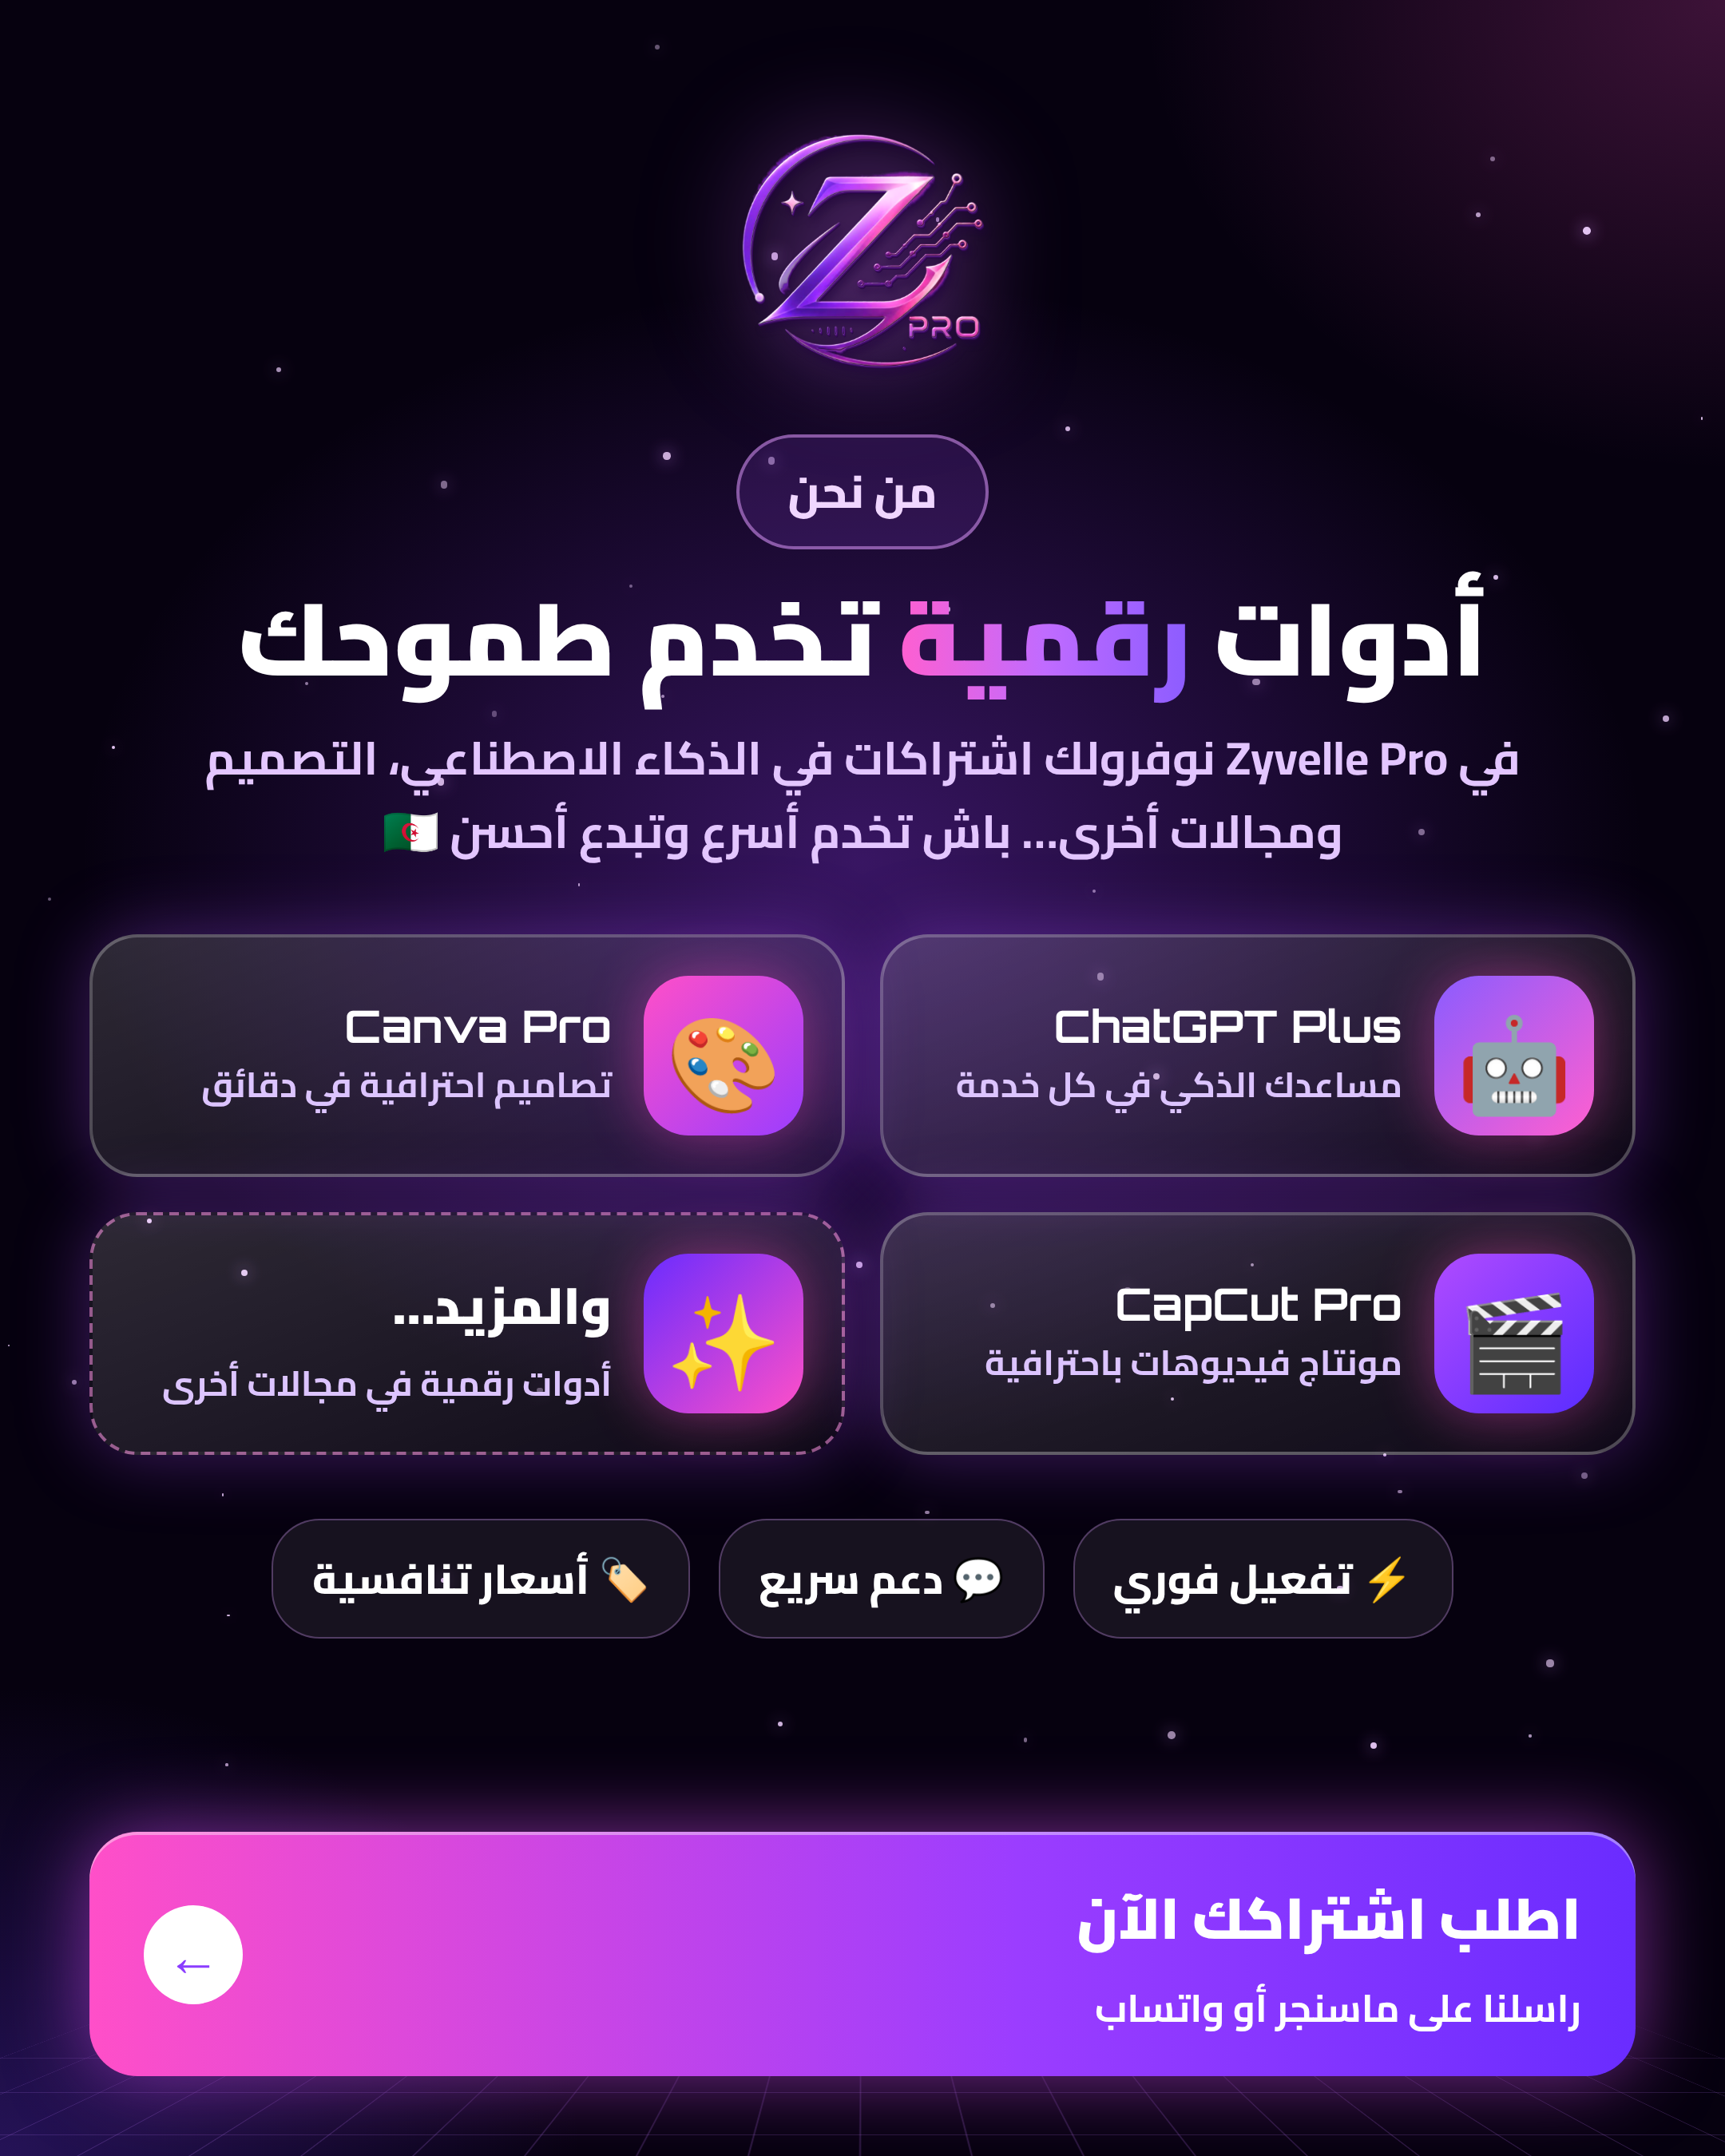 Z
PRO
من نحن
أدوات رقمية تخدم طموحك
في Zyvelle Pro نوفرولك اشتراكات في الذكاء الاصطناعي، التصميم
ومجالات أخرى... باش تخدم أسرع وتبدع أحسن 🇩🇿
ChatGPT Plus
مساعدك الذكي في كل خدمة
Canva Pro
تصاميم احترافية في دقائق
CapCut Pro
مونتاج فيديوهات باحترافية
والمزيد...
أدوات رقمية في مجالات أخرى
⚡ تفعيل فوري
💬 دعم سريع
🏷️ أسعار تنافسية
اطلب اشتراكك الآن
راسلنا على ماسنجر أو واتساب
←